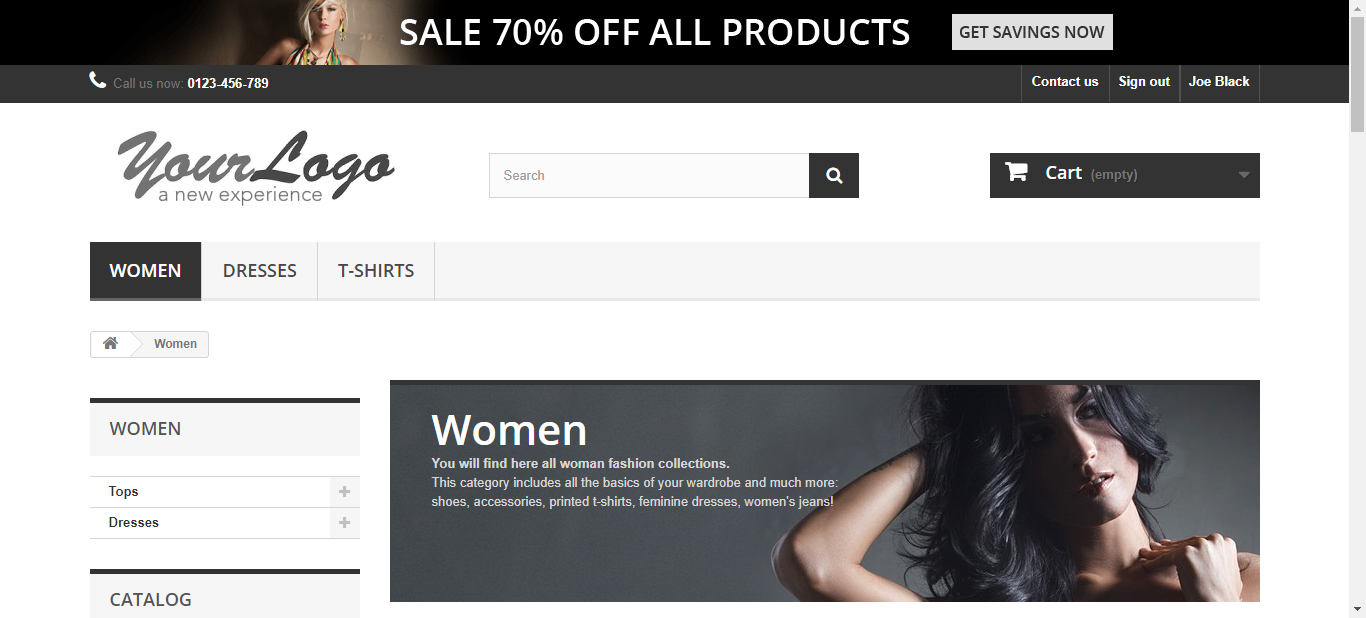 SALE 70% OFF ALL PRODUCTS GET SAVINGS NOW
Call us now: 0123-456-789 Contact us Sign out Joe Black
YourLogo
a new experience
Search
Cart (empty)
WOMEN DRESSES T-SHIRTS
Women
WOMEN
Tops
Dresses
CATALOG
Women
You will find here all woman fashion collections.
This category includes all the basics of your wardrobe and much more:
shoes, accessories, printed t-shirts, feminine dresses, women's jeans!